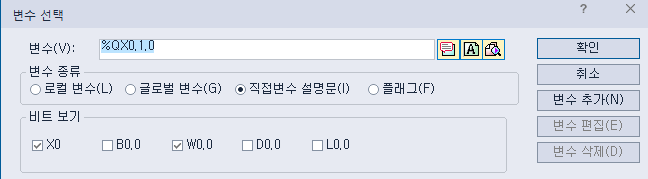 변수 선택 ?
변수(V): %QX0,1,0 A 확인
변수 종류 취소
로컬 변수(L) 글로벌 변수(G) 직접변수 설명문(I) 플래그(F) 변수 추가(N)
비트 보기 변수 편집(E)
X0 B0,0 W0,0 D0,0 L0,0 변수 삭제(D)